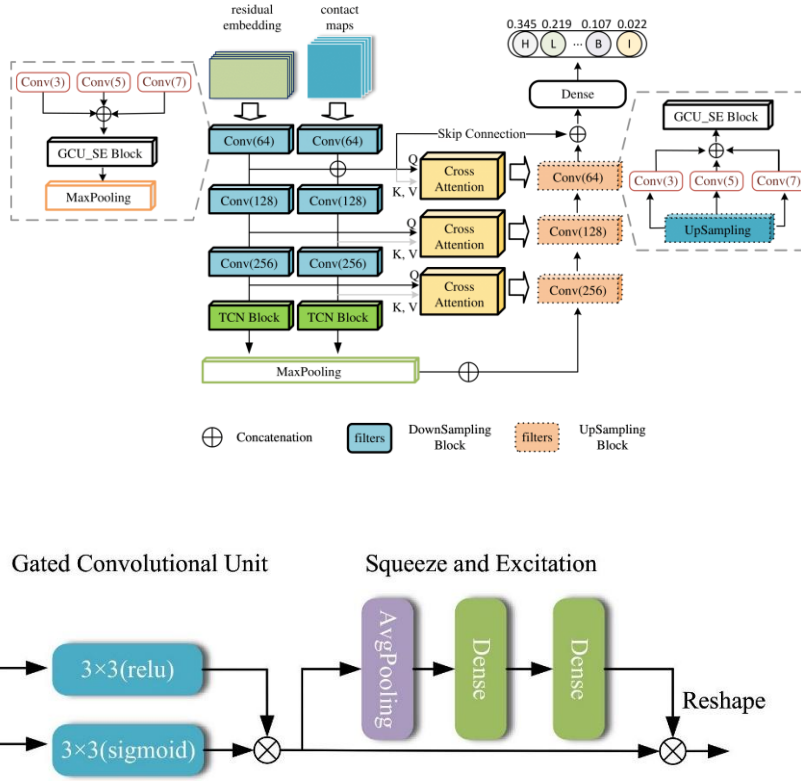 residual
embedding
contact
maps
0.345 0.219 0.107 0.022
H L ... B I
Dense
Conv(3) Conv(5) Conv(7)
GCU_SE Block
MaxPooling
Conv(64) Conv(64)
Skip Connection
Q
K, V
Cross
Attention
Conv(64)
Conv(128) Conv(128)
Q
K, V
Cross
Attention
Conv(128)
Conv(256) Conv(256)
Q
K, V
Cross
Attention
Conv(256)
TCN Block TCN Block
MaxPooling
GCU_SE Block
Conv(3) Conv(5) Conv(7)
UpSampling
Concatenation
filters
DownSampling
Block
filters
UpSampling
Block
Gated Convolutional Unit
Squeeze and Excitation
3×3(relu)
3×3(sigmoid)
AvgPooling
Dense
Dense
Reshape